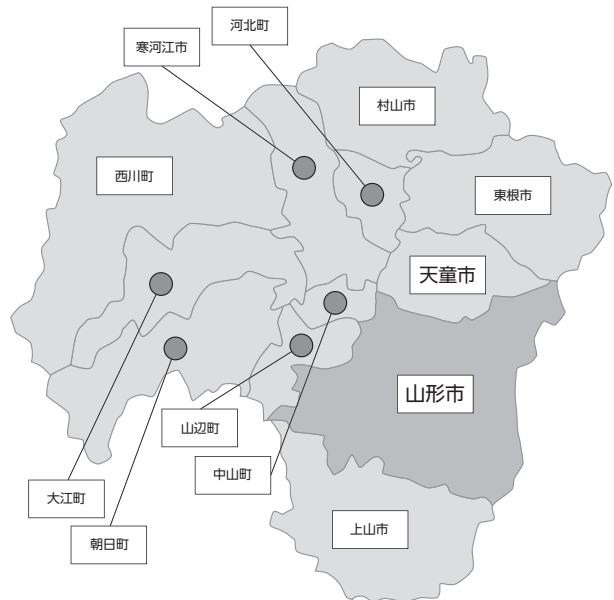 河北町
寒河江市
村山市
西川町
東根市
天童市
山形市
山辺町
中山町
大江町
上山市
朝日町